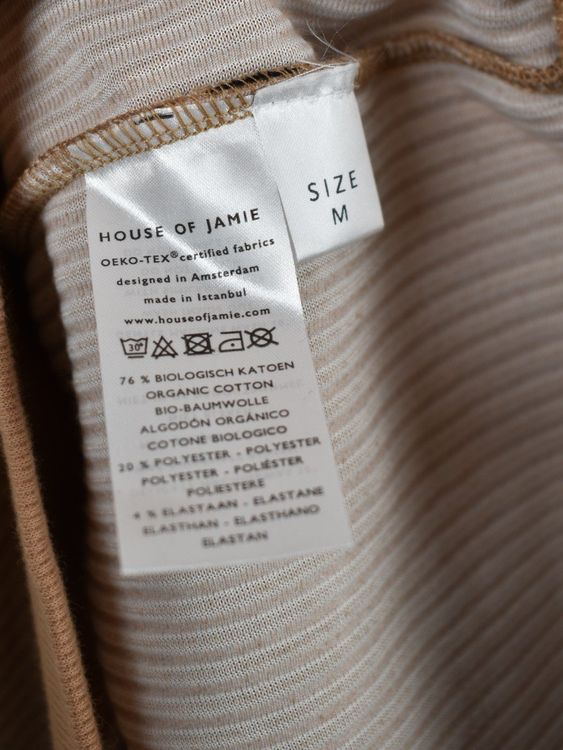 SIZE
M
HOUSE OF JAMIE
OEKO-TEX® certified fabrics
designed in Amsterdam
made in Istanbul
www.houseofjamie.com
30°
76 % BIOLOGISCH KATOEN
ORGANIC COTTON
BIO-BAUMWOLLE
ALGODÓN ORGÁNICO
COTONE BIOLOGICO
20 % POLYESTER - POLYESTER
POLYESTER - POLIÉSTER
POLIESTERE
4 % ELASTAAN - ELASTANE
ELASTHAN - ELASTHANO
ELASTAN